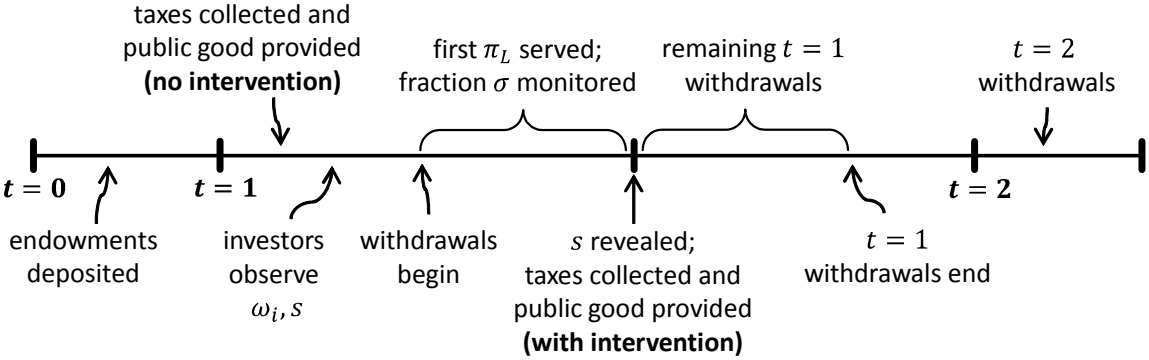 taxes collected and
public good provided
(no intervention)
first π_L served;
fraction σ monitored
remaining t = 1
withdrawals
t = 2
withdrawals
t = 0
t = 1
t = 2
endowments
deposited
investors
observe
ω_i, s
withdrawals
begin
s revealed;
taxes collected and
public good provided
(with intervention)
t = 1
withdrawals end